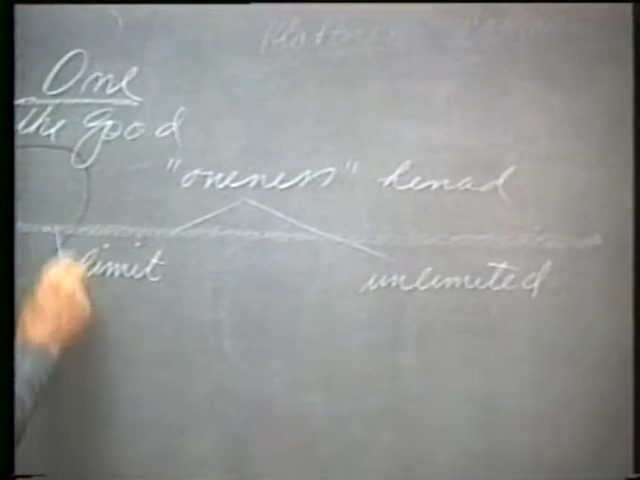 One
the good
"oneness" henad
limit
unlimited